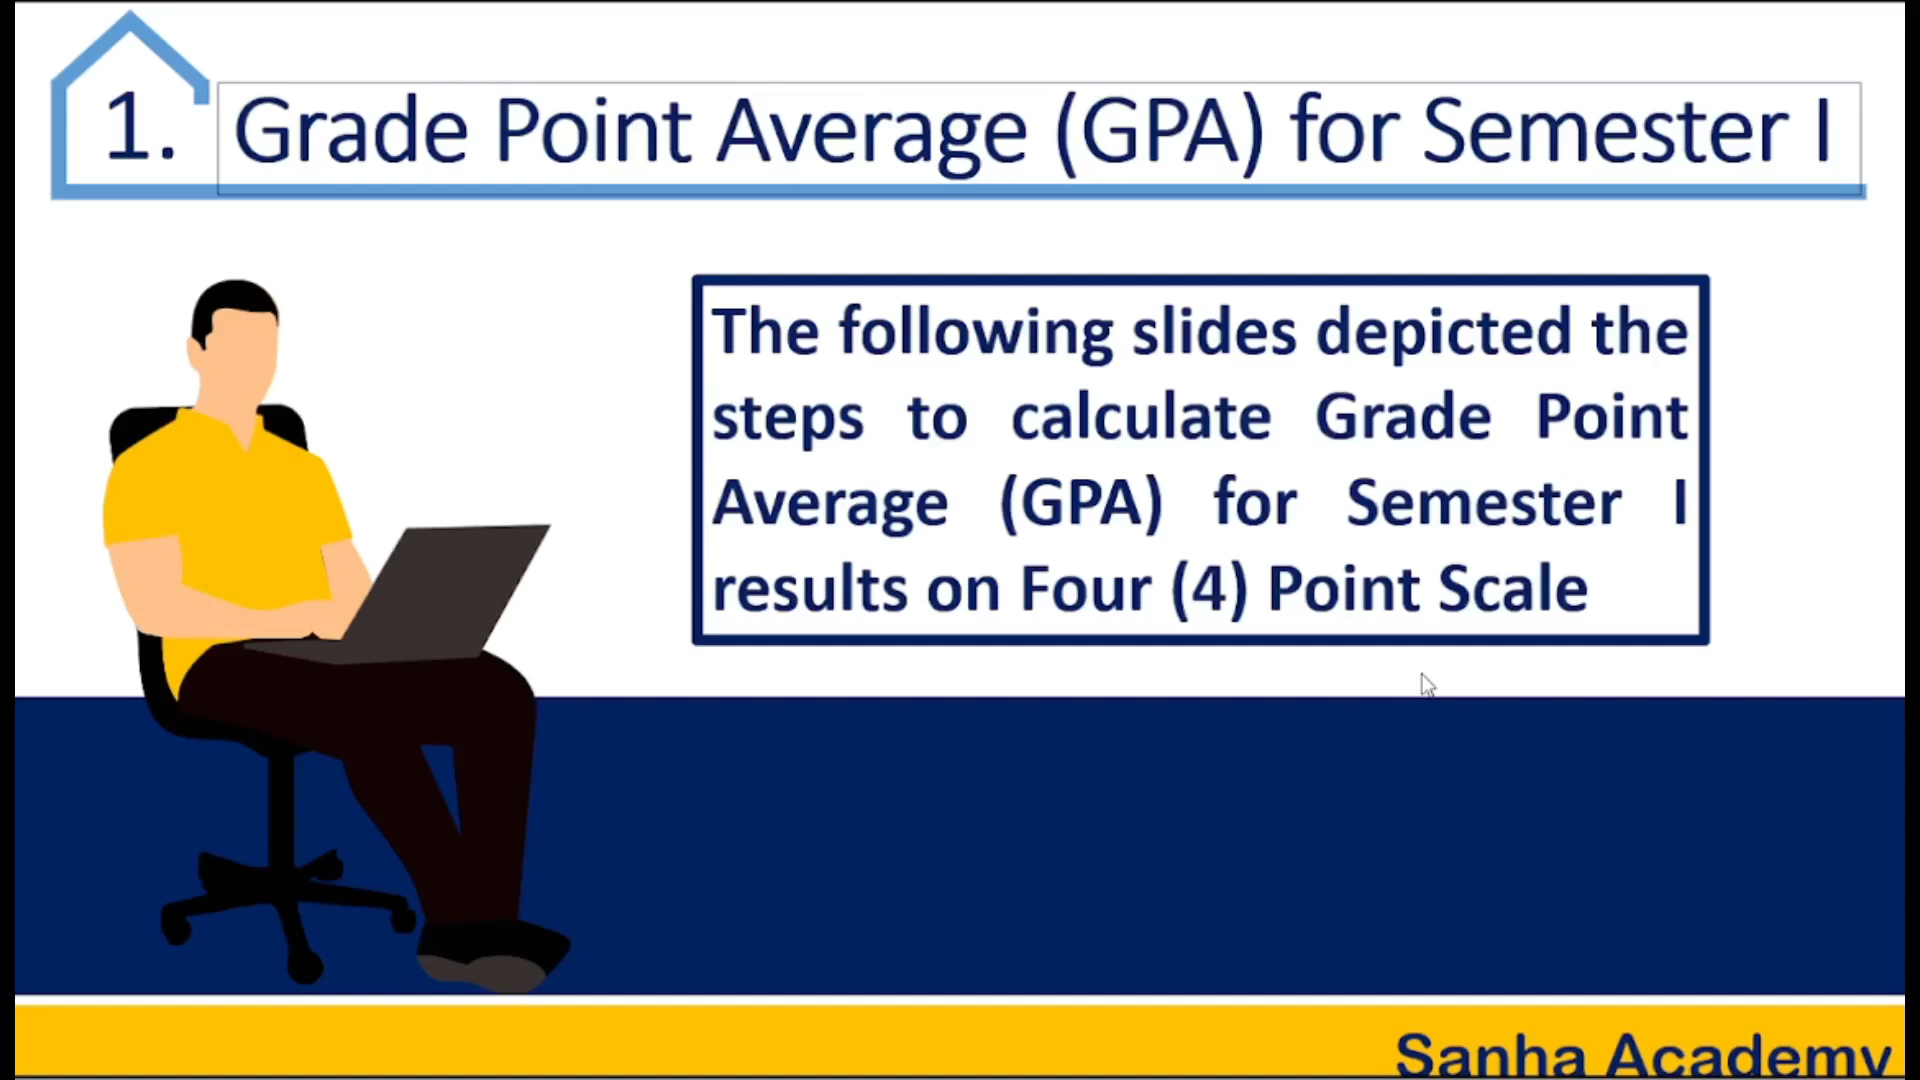 1. Grade Point Average (GPA) for Semester I
The following slides depicted the
steps to calculate Grade Point
Average (GPA) for Semester I
results on Four (4) Point Scale
Sanha Academy